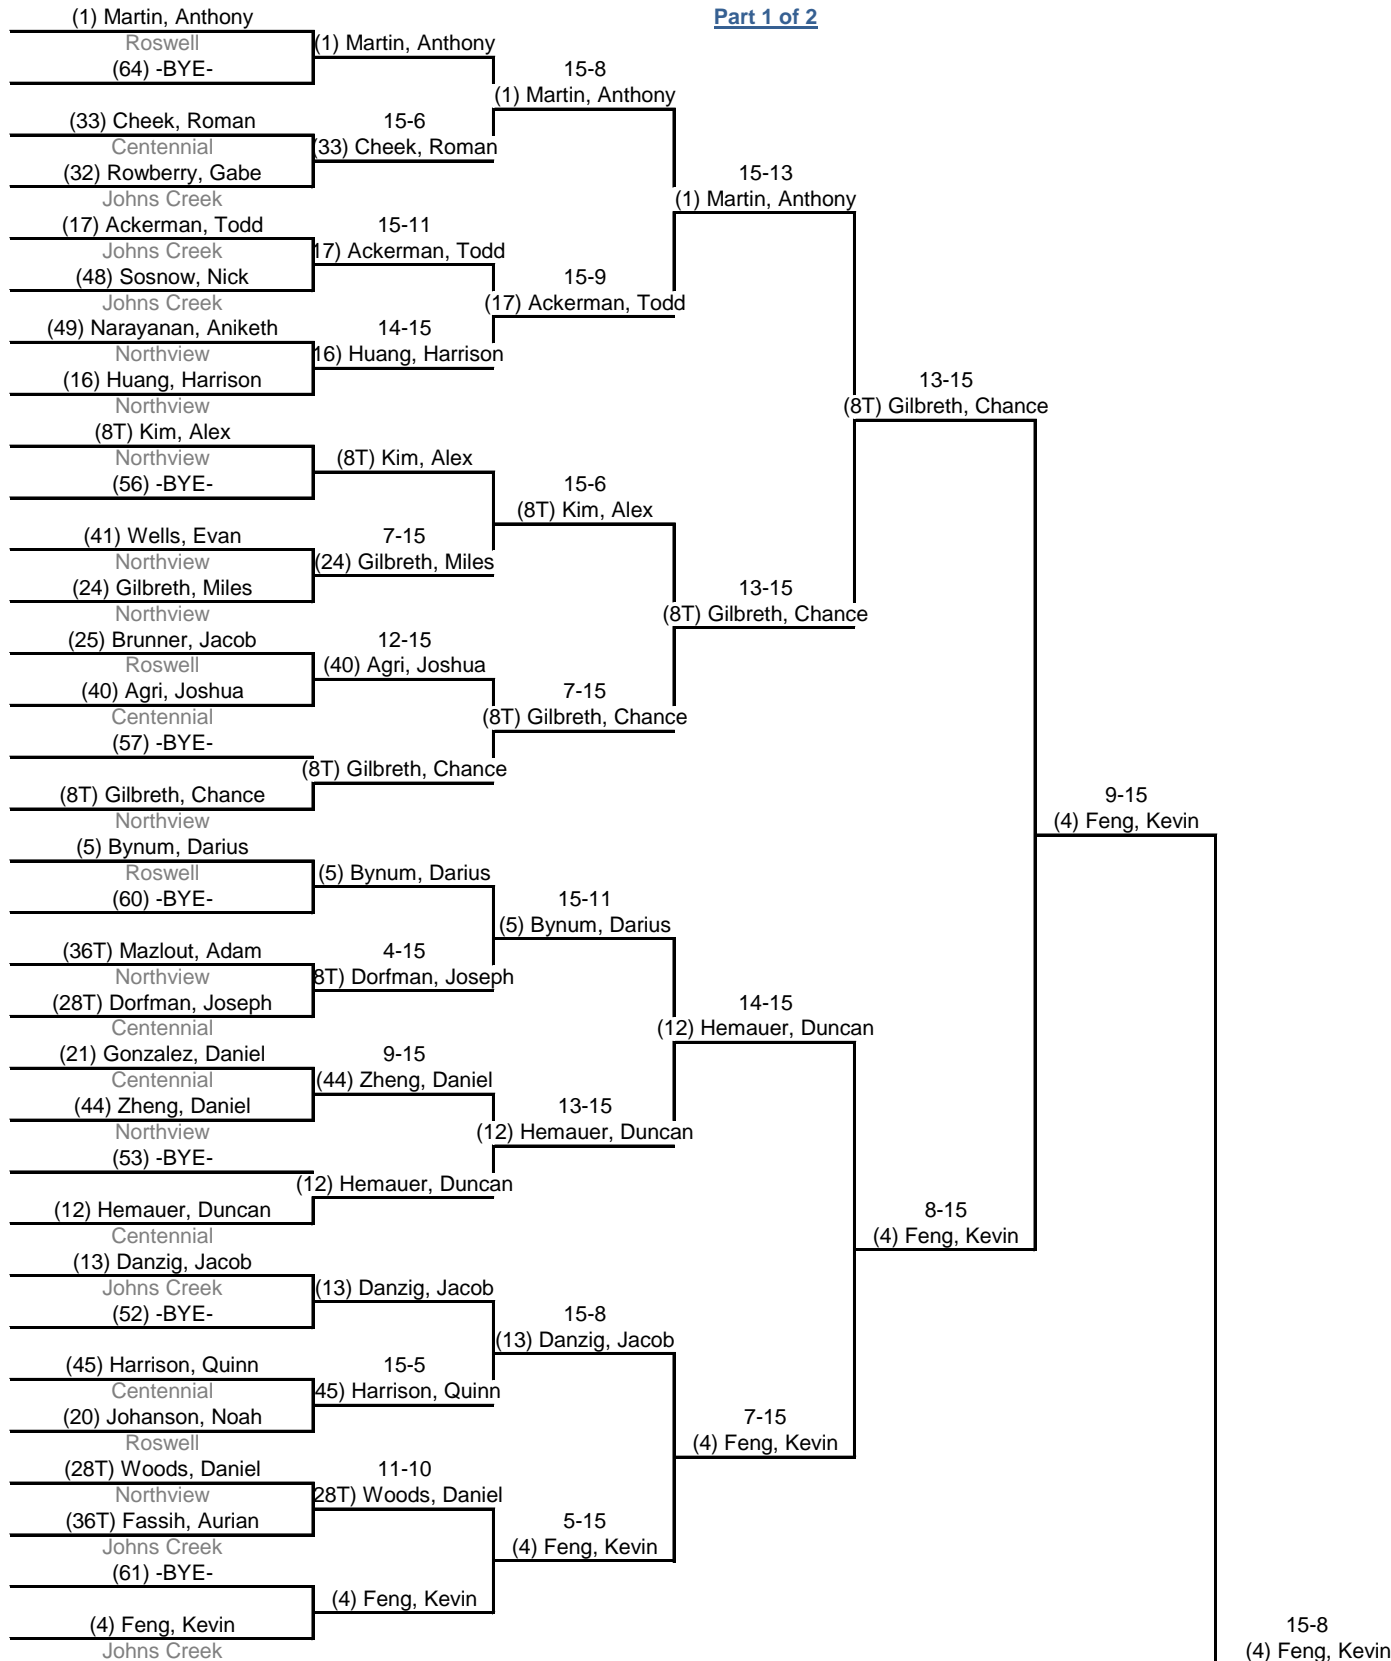 Part 1 of 2
(1) Martin, Anthony
Roswell
(64) -BYE-
(33) Cheek, Roman
Centennial
(32) Rowberry, Gabe
Johns Creek
(17) Ackerman, Todd
Johns Creek
(48) Sosnow, Nick
Johns Creek
(49) Narayanan, Aniketh
Northview
(16) Huang, Harrison
Northview
(8T) Kim, Alex
Northview
(56) -BYE-
(41) Wells, Evan
Northview
(24) Gilbreth, Miles
Northview
(25) Brunner, Jacob
Roswell
(40) Agri, Joshua
Centennial
(57) -BYE-
(8T) Gilbreth, Chance
Northview
(5) Bynum, Darius
Roswell
(60) -BYE-
(36T) Mazlout, Adam
Northview
(28T) Dorfman, Joseph
Centennial
(21) Gonzalez, Daniel
Centennial
(44) Zheng, Daniel
Northview
(53) -BYE-
(12) Hemauer, Duncan
Centennial
(13) Danzig, Jacob
Johns Creek
(52) -BYE-
(45) Harrison, Quinn
Centennial
(20) Johanson, Noah
Roswell
(28T) Woods, Daniel
Northview
(36T) Fassih, Aurian
Johns Creek
(61) -BYE-
(4) Feng, Kevin
Johns Creek
(1) Martin, Anthony
15-6
(33) Cheek, Roman
15-11
17) Ackerman, Todd
14-15
16) Huang, Harrison
(8T) Kim, Alex
7-15
(24) Gilbreth, Miles
12-15
(40) Agri, Joshua
(8T) Gilbreth, Chance
(5) Bynum, Darius
4-15
8T) Dorfman, Joseph
9-15
(44) Zheng, Daniel
(12) Hemauer, Duncan
(13) Danzig, Jacob
15-5
45) Harrison, Quinn
11-10
28T) Woods, Daniel
(4) Feng, Kevin
15-8
(1) Martin, Anthony
15-9
(17) Ackerman, Todd
15-6
(8T) Kim, Alex
7-15
(8T) Gilbreth, Chance
15-11
(5) Bynum, Darius
13-15
(12) Hemauer, Duncan
15-8
(13) Danzig, Jacob
5-15
(4) Feng, Kevin
15-13
(1) Martin, Anthony
13-15
(8T) Gilbreth, Chance
14-15
(12) Hemauer, Duncan
7-15
(4) Feng, Kevin
13-15
(8T) Gilbreth, Chance
8-15
(4) Feng, Kevin
9-15
(4) Feng, Kevin
15-8
(4) Feng, Kevin